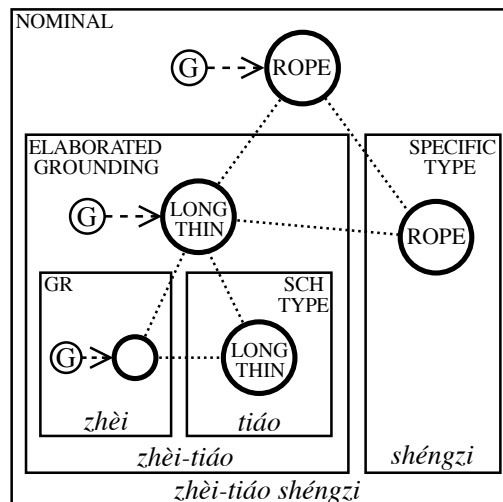 NOMINAL
G
ROPE
ELABORATED
GROUNDING
SPECIFIC
TYPE
G
LONG
THIN
ROPE
GR
SCH
TYPE
G
LONG
THIN
zhèi
tiáo
shéngzi
zhèi-tiáo
zhèi-tiáo shéngzi